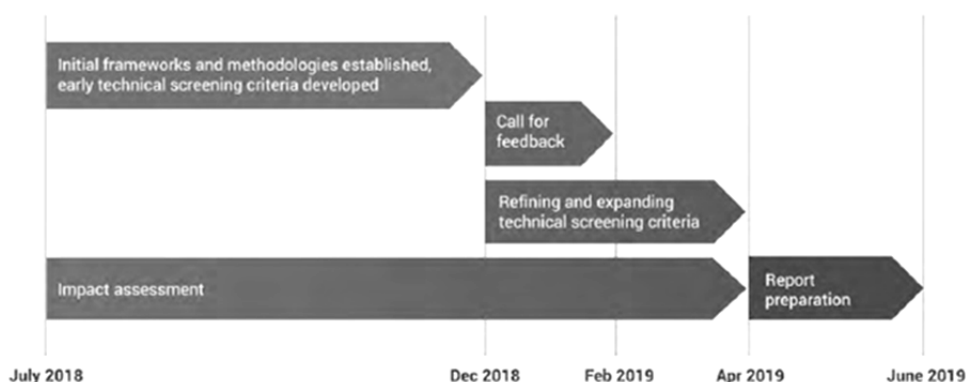 Initial frameworks and methodologies established,
early technical screening criteria developed
Call for
feedback
Refining and expanding
technical screening criteria
Impact assessment
Report
preparation
July 2018
Dec 2018
Feb 2019
Apr 2019
June 2019